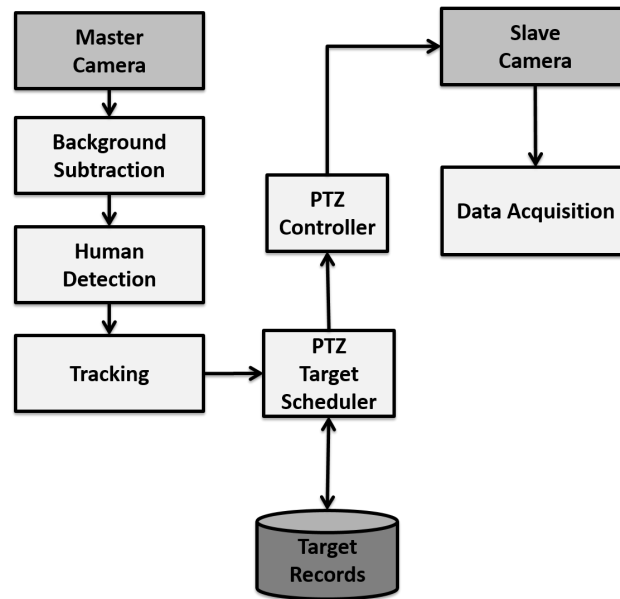 Master
Camera
Background
Subtraction
Human
Detection
Tracking
PTZ
Target
Scheduler
Target
Records
PTZ
Controller
Slave
Camera
Data Acquisition